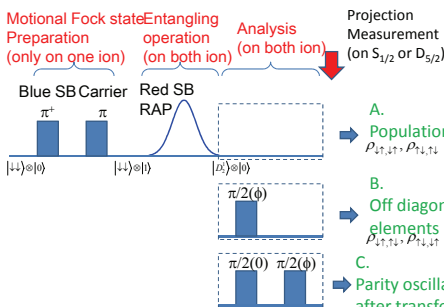 Motional Fock state
Preparation
(only on one ion)
Entangling
operation
(on both ion)
Analysis
(on both ion)
Projection
Measurement
(on S1/2 or D5/2)
Blue SB Carrier
π+ π
Red SB
RAP
|↓↓⟩⊗|0⟩ |↓↓⟩⊗|1⟩ ⊗|0⟩
A.
Population
ρ↓↑,↓↑, ρ↑↓,↑↓
π/2(ϕ)
B.
Off diagon
elements
ρ↓↑,↑↓, ρ↑↓,↓↑
π/2(0) π/2(ϕ)
C.
Parity oscilla
after transfe